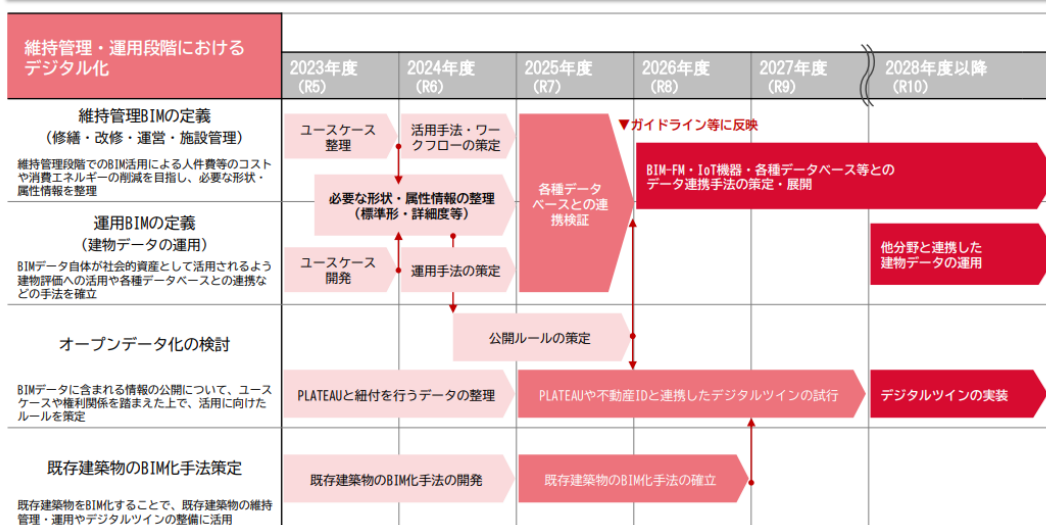 維持管理・運用段階における
デジタル化
2023年度
(R5)
2024年度
(R6)
2025年度
(R7)
2026年度
(R8)
2027年度
(R9)
2028年度以降
(R10)
維持管理BIMの定義
(修繕・改修・運営・施設管理)
維持管理段階でのBIM活用による人件費等のコスト
や消費エネルギーの削減を目指し、必要な形状・
属性情報を整理
ユースケース
整理
活用手法・ワー
クフローの策定
必要な形状・属性情報の整理
(標準形・詳細度等)
各種データ
ベースとの連
携検証
▼ガイドライン等に反映
BIM-FM・IoT機器・各種データベース等との
データ連携手法の策定・展開
運用BIMの定義
(建物データの運用)
BIMデータ自体が社会的資産として活用されるよう
建物評価への活用や各種データベースとの連携な
どの手法を確立
ユースケース
開発
運用手法の策定
他分野と連携した
建物データの運用
オープンデータ化の検討
BIMデータに含まれる情報の公開について、ユース
ケースや権利関係を踏まえた上で、活用に向けた
ルールを策定
公開ルールの策定
PLATEAUと紐付を行うデータの整理
PLATEAUや不動産IDと連携したデジタルツインの試行
デジタルツインの実装
既存建築物のBIM化手法策定
既存建築物をBIM化することで、既存建築物の維持
管理・運用やデジタルツインの整備に活用
既存建築物のBIM化手法の開発
既存建築物のBIM化手法の確立